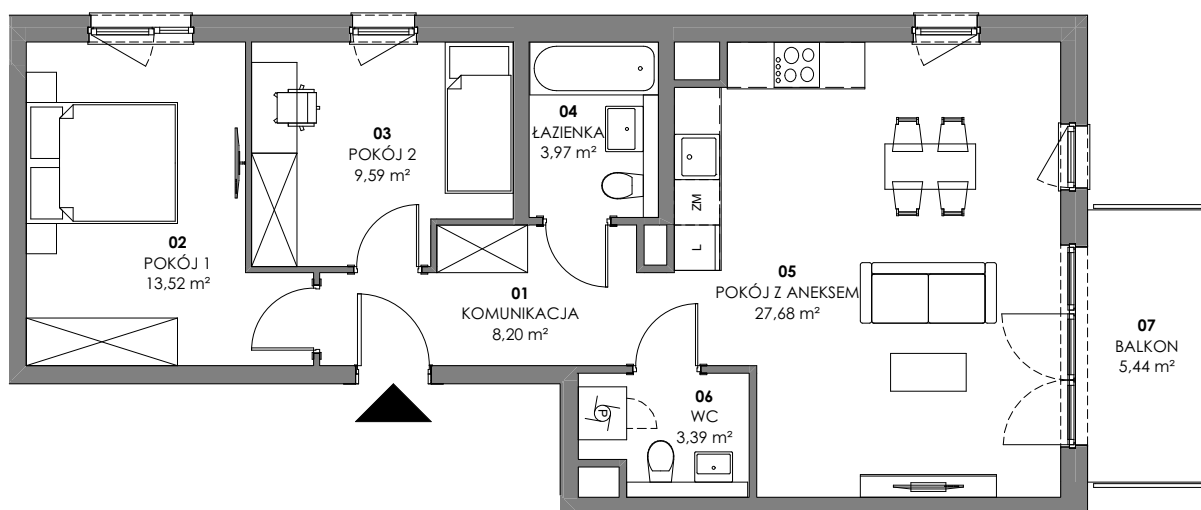 01
KOMUNIKACJA
8,20 m²
02
POKÓJ 1
13,52 m²
03
POKÓJ 2
9,59 m²
04
ŁAZIENKA
3,97 m²
ZM
L
05
POKÓJ Z ANEKSEM
27,68 m²
06
WC
3,39 m²
P
07
BALKON
5,44 m²